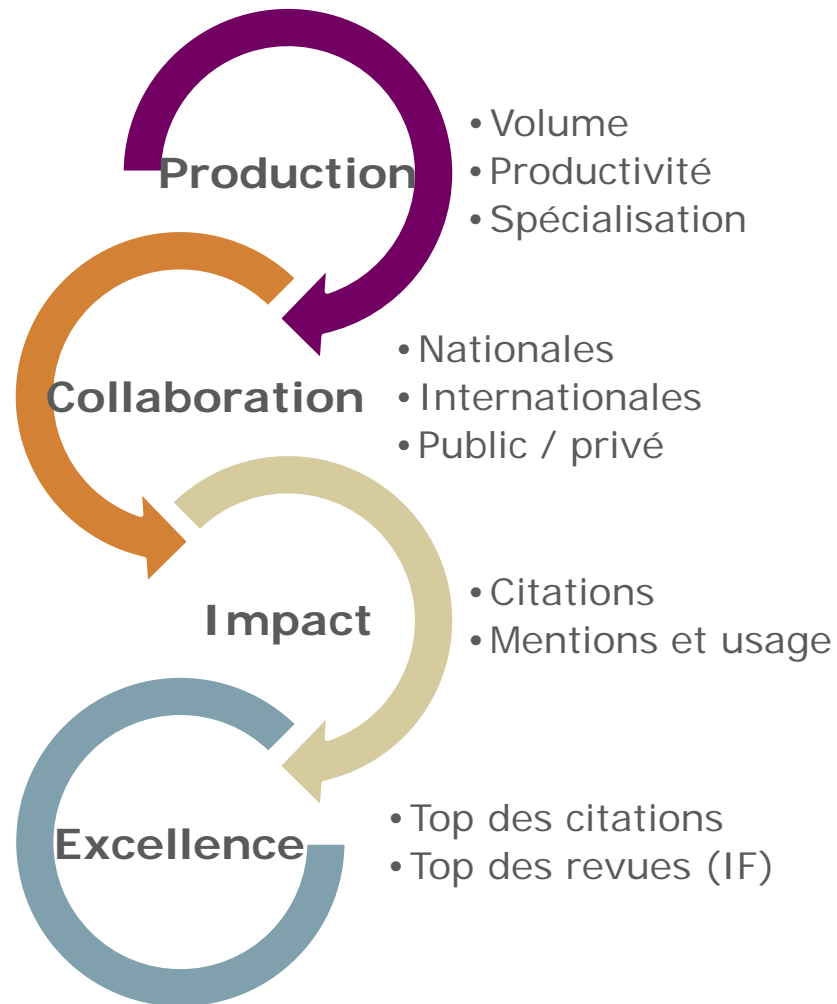 Production
• Volume
• Productivité
• Spécialisation
Collaboration
• Nationales
• Internationales
• Public / privé
Impact
• Citations
• Mentions et usage
Excellence
• Top des citations
• Top des revues (IF)